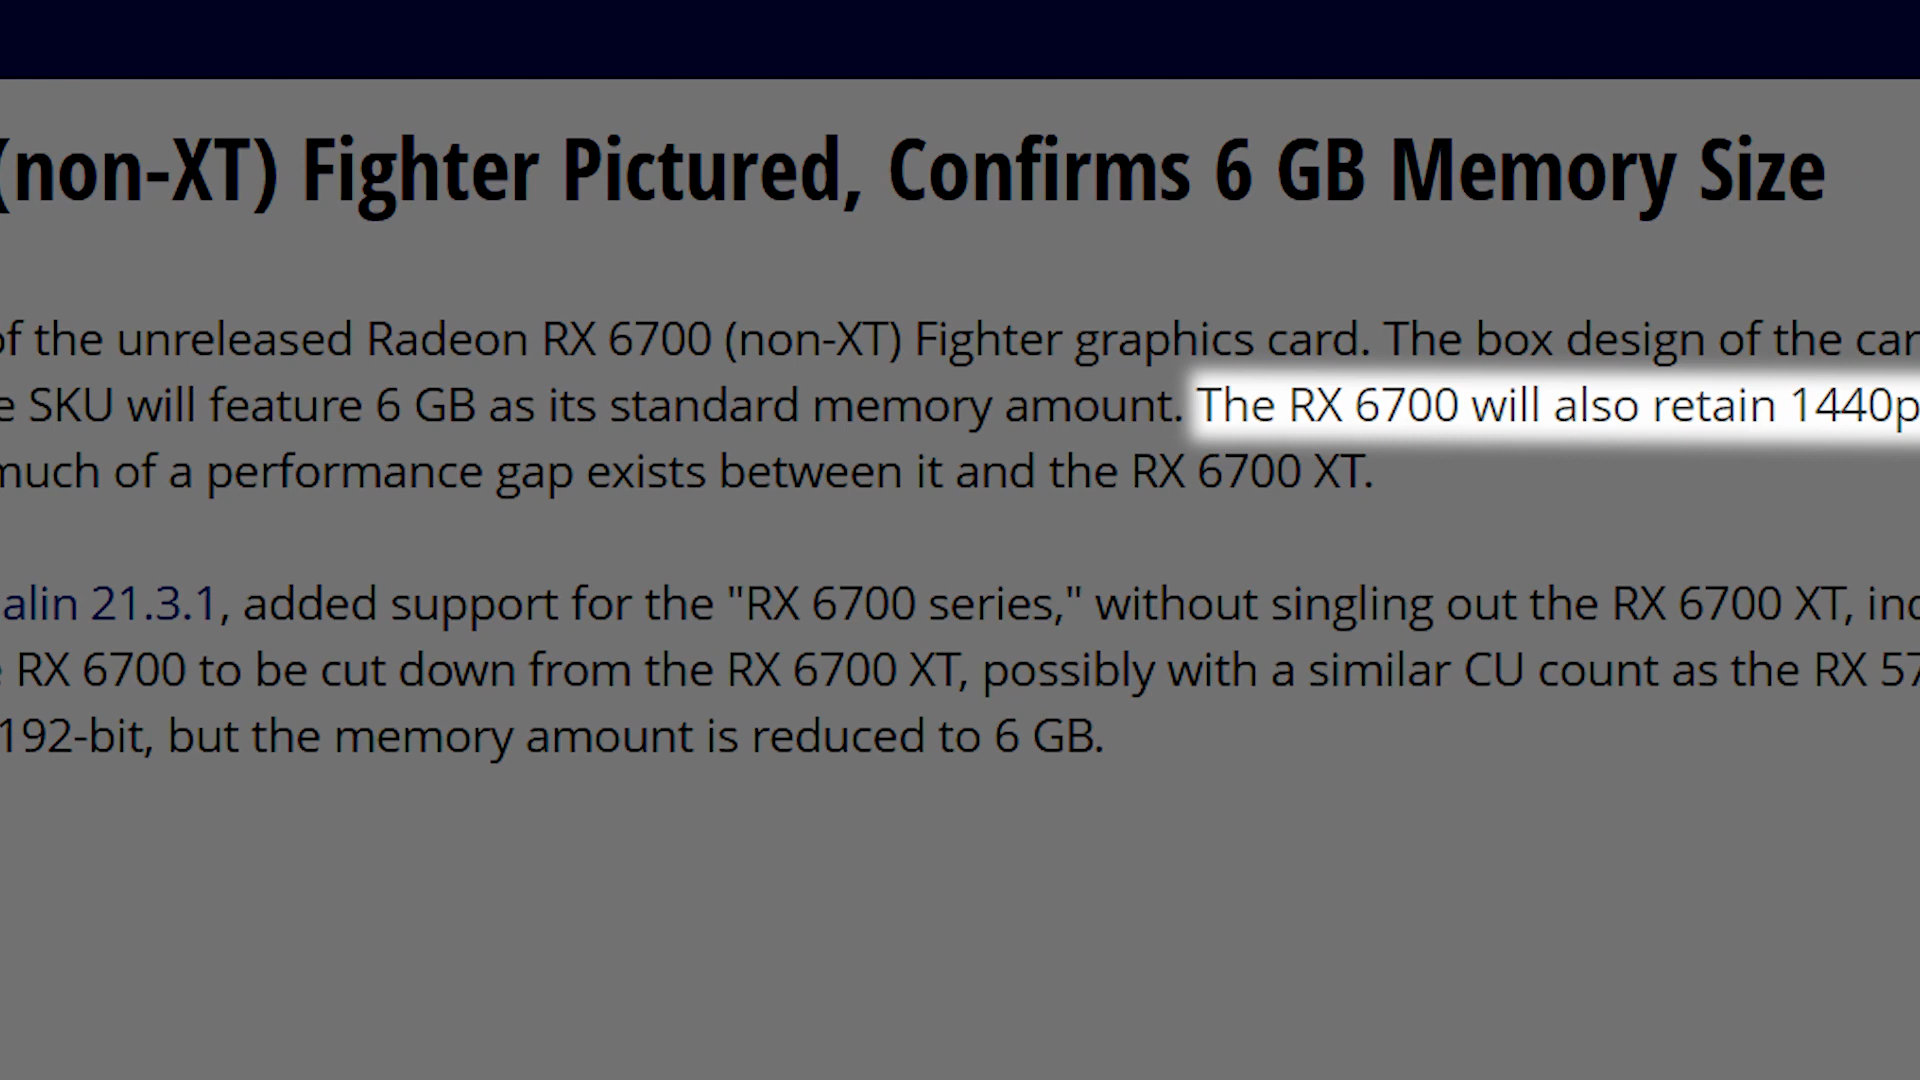 (non-XT) Fighter Pictured, Confirms 6 GB Memory Size
of the unreleased Radeon RX 6700 (non-XT) Fighter graphics card. The box design of the car
e SKU will feature 6 GB as its standard memory amount. The RX 6700 will also retain 1440p
much of a performance gap exists between it and the RX 6700 XT.
alin 21.3.1, added support for the "RX 6700 series," without singling out the RX 6700 XT, inc
e RX 6700 to be cut down from the RX 6700 XT, possibly with a similar CU count as the RX 57
192-bit, but the memory amount is reduced to 6 GB.